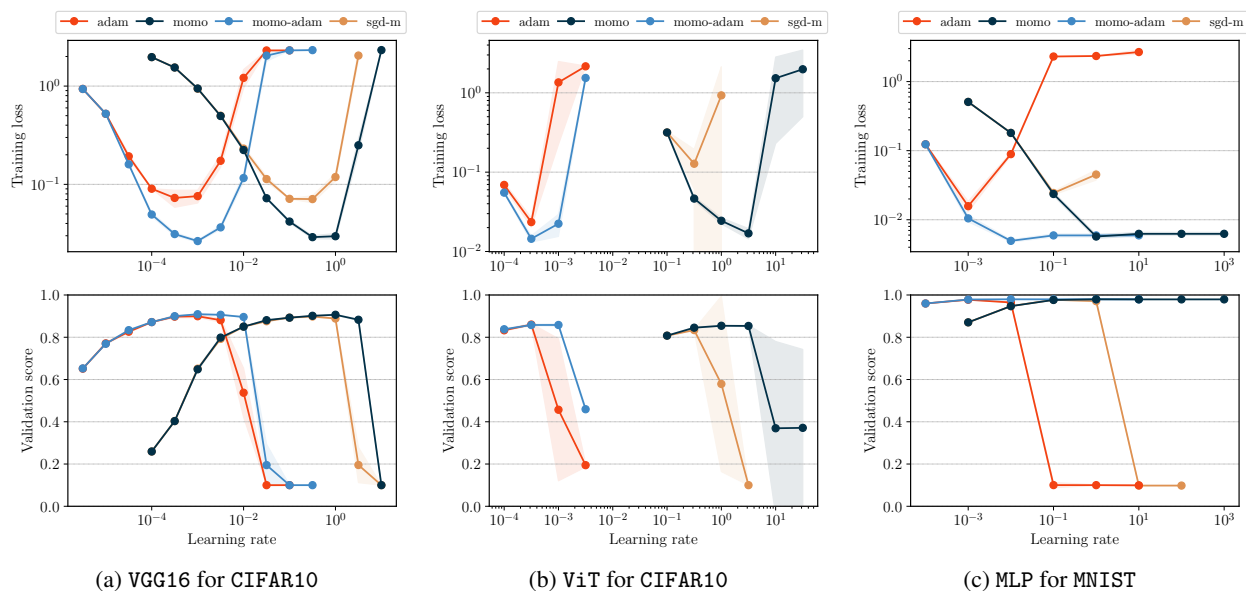 adam momo momo-adam sgd-m
adam momo momo-adam sgd-m
adam momo momo-adam sgd-m
Training loss
10^0
10^-1
10^-4 10^-2 10^0
Training loss
10^0
10^-1
10^-2
10^-4 10^-3 10^-2 10^-1 10^0 10^1
Training loss
10^0
10^-1
10^-2
10^-3 10^-1 10^1 10^3
Validation score
1.0
0.8
0.6
0.4
0.2
0.0
10^-4 10^-2 10^0
Learning rate
Validation score
1.0
0.8
0.6
0.4
0.2
0.0
10^-4 10^-3 10^-2 10^-1 10^0 10^1
Learning rate
Validation score
1.0
0.8
0.6
0.4
0.2
0.0
10^-3 10^-1 10^1 10^3
Learning rate
(a) VGG16 for CIFAR10
(b) ViT for CIFAR10
(c) MLP for MNIST